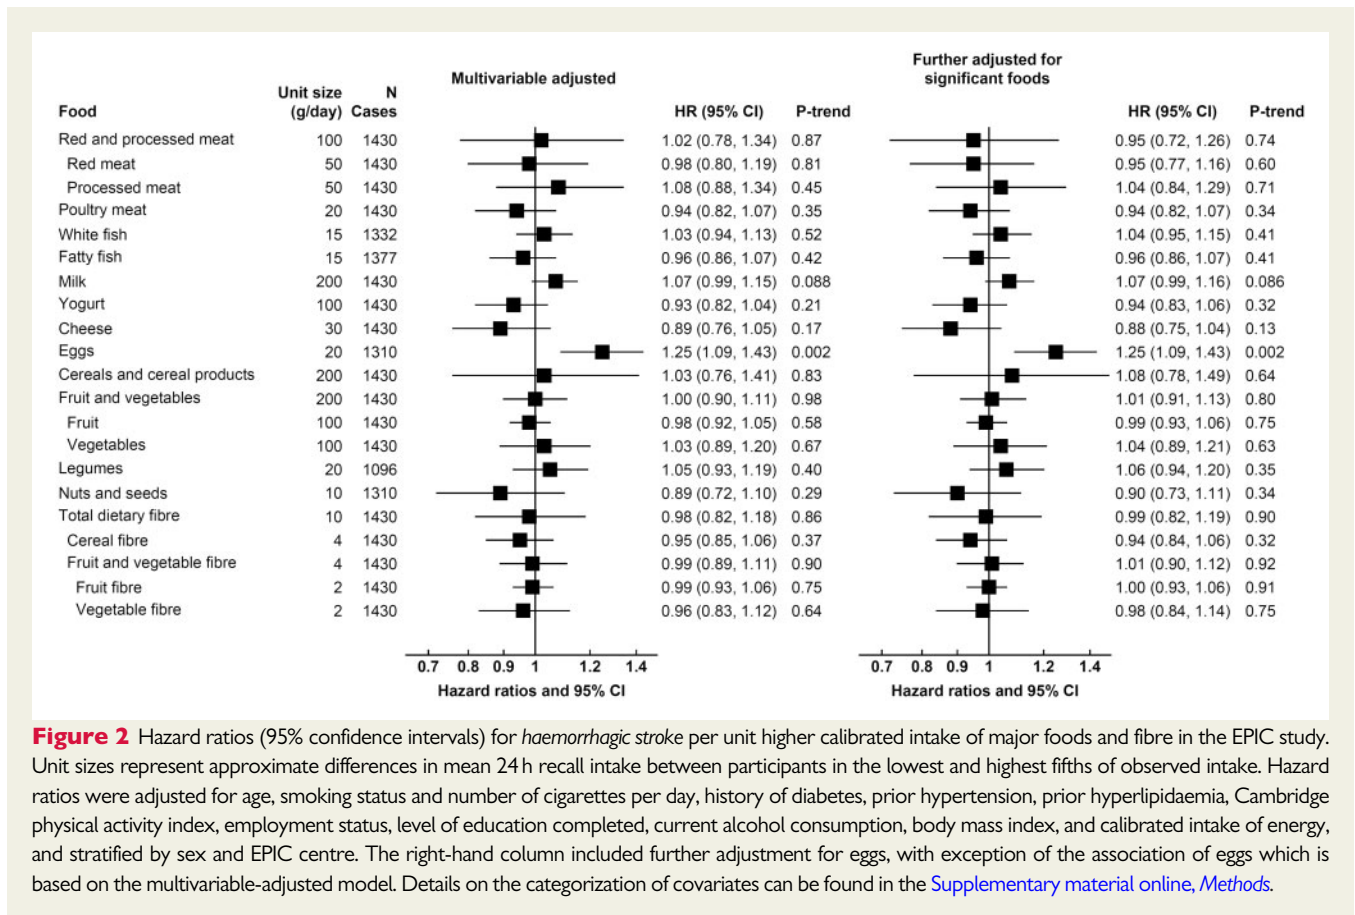 Multivariable adjusted
Further adjusted for
significant foods
Food Unit size (g/day) N Cases HR (95% CI) P-trend HR (95% CI) P-trend
Red and processed meat 100 1430 1.02 (0.78, 1.34) 0.87 0.95 (0.72, 1.26) 0.74
Red meat 50 1430 0.98 (0.80, 1.19) 0.81 0.95 (0.77, 1.16) 0.60
Processed meat 50 1430 1.08 (0.88, 1.34) 0.45 1.04 (0.84, 1.29) 0.71
Poultry meat 20 1430 0.94 (0.82, 1.07) 0.35 0.94 (0.82, 1.07) 0.34
White fish 15 1332 1.03 (0.94, 1.13) 0.52 1.04 (0.95, 1.15) 0.41
Fatty fish 15 1377 0.96 (0.86, 1.07) 0.42 0.96 (0.86, 1.07) 0.41
Milk 200 1430 1.07 (0.99, 1.15) 0.088 1.07 (0.99, 1.16) 0.086
Yogurt 100 1430 0.93 (0.82, 1.04) 0.21 0.94 (0.83, 1.06) 0.32
Cheese 30 1430 0.89 (0.76, 1.05) 0.17 0.88 (0.75, 1.04) 0.13
Eggs 20 1310 1.25 (1.09, 1.43) 0.002 1.25 (1.09, 1.43) 0.002
Cereals and cereal products 200 1430 1.03 (0.76, 1.41) 0.83 1.08 (0.78, 1.49) 0.64
Fruit and vegetables 200 1430 1.00 (0.90, 1.11) 0.98 1.01 (0.91, 1.13) 0.80
Fruit 100 1430 0.98 (0.92, 1.05) 0.58 0.99 (0.93, 1.06) 0.75
Vegetables 100 1430 1.03 (0.89, 1.20) 0.67 1.04 (0.89, 1.21) 0.63
Legumes 20 1096 1.05 (0.93, 1.19) 0.40 1.06 (0.94, 1.20) 0.35
Nuts and seeds 10 1310 0.89 (0.72, 1.10) 0.29 0.90 (0.73, 1.11) 0.34
Total dietary fibre 10 1430 0.98 (0.82, 1.18) 0.86 0.99 (0.82, 1.19) 0.90
Cereal fibre 4 1430 0.95 (0.85, 1.06) 0.37 0.94 (0.84, 1.06) 0.32
Fruit and vegetable fibre 4 1430 0.99 (0.89, 1.11) 0.90 1.01 (0.90, 1.12) 0.92
Fruit fibre 2 1430 0.99 (0.93, 1.06) 0.75 1.00 (0.93, 1.06) 0.91
Vegetable fibre 2 1430 0.96 (0.83, 1.12) 0.64 0.98 (0.84, 1.14) 0.75
0.7 0.8 0.9 1 1.2 1.4 0.7 0.8 0.9 1 1.2 1.4
Hazard ratios and 95% CI Hazard ratios and 95% CI
Figure 2 Hazard ratios (95% confidence intervals) for haemorrhagic stroke per unit higher calibrated intake of major foods and fibre in the EPIC study.
Unit sizes represent approximate differences in mean 24 h recall intake between participants in the lowest and highest fifths of observed intake. Hazard
ratios were adjusted for age, smoking status and number of cigarettes per day, history of diabetes, prior hypertension, prior hyperlipidaemia, Cambridge
physical activity index, employment status, level of education completed, current alcohol consumption, body mass index, and calibrated intake of energy,
and stratified by sex and EPIC centre. The right-hand column included further adjustment for eggs, with exception of the association of eggs which is
based on the multivariable-adjusted model. Details on the categorization of covariates can be found in the Supplementary material online, Methods.